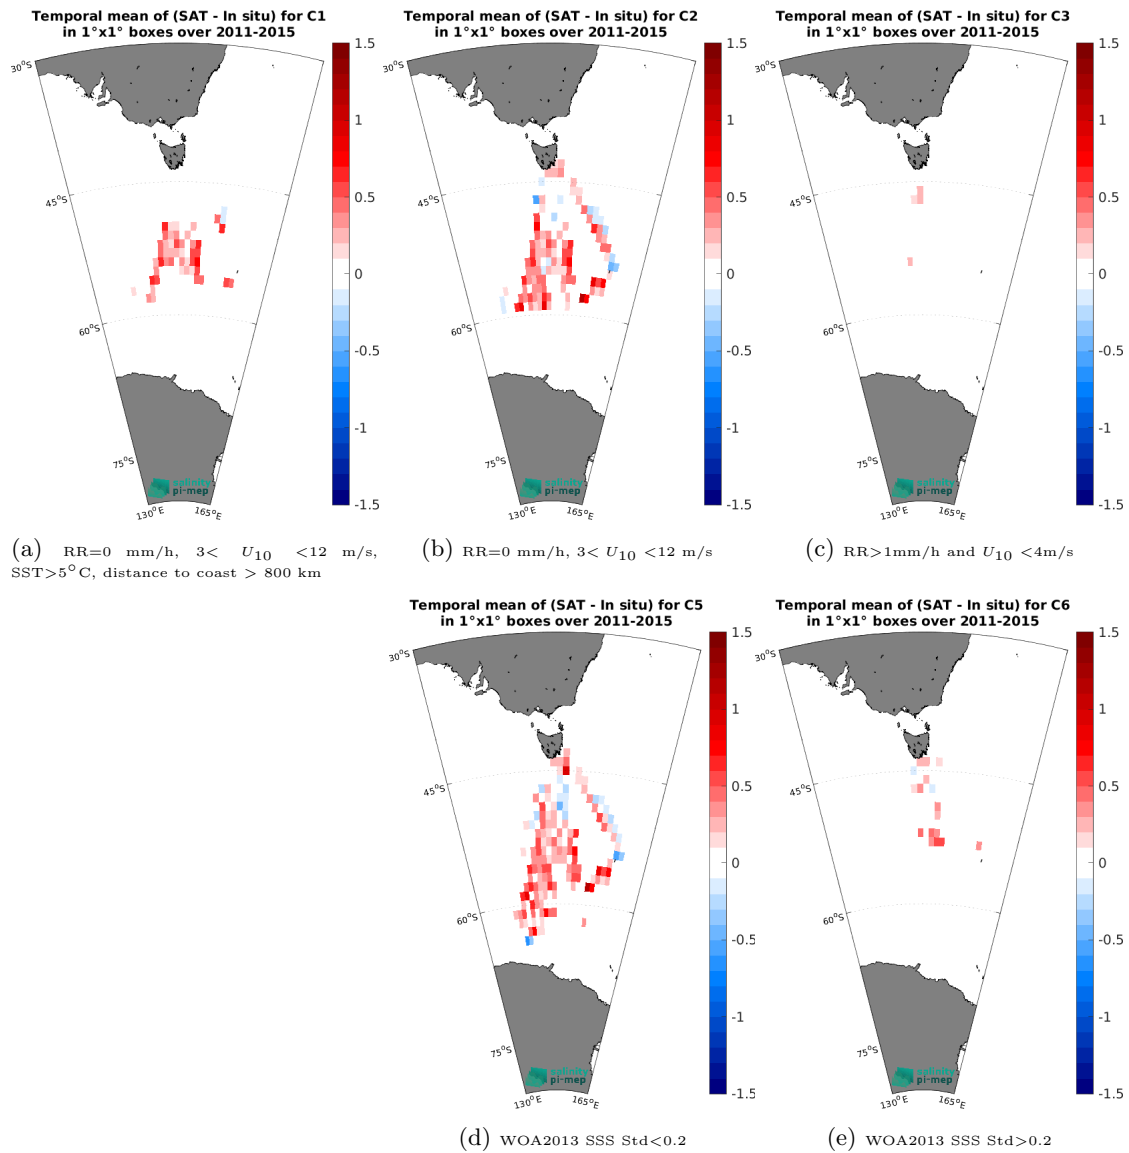 Temporal mean of (SAT - In situ) for C1
in 1°x1° boxes over 2011-2015
30°S
45°S
60°S
75°S
130°E
165°E
1.5
1
0.5
0
-0.5
-1
-1.5
salinity
pi-mep
Temporal mean of (SAT - In situ) for C2
in 1°x1° boxes over 2011-2015
30°S
45°S
60°S
75°S
130°E
165°E
1.5
1
0.5
0
-0.5
-1
-1.5
salinity
pi-mep
Temporal mean of (SAT - In situ) for C3
in 1°x1° boxes over 2011-2015
30°S
45°S
60°S
75°S
130°E
165°E
1.5
1
0.5
0
-0.5
-1
-1.5
salinity
pi-mep
(a) RR=0 mm/h, 3< U10 <12 m/s,
SST>5°C, distance to coast > 800 km
(b) RR=0 mm/h, 3< U10 <12 m/s
(c) RR>1mm/h and U10 <4m/s
Temporal mean of (SAT - In situ) for C5
in 1°x1° boxes over 2011-2015
30°S
45°S
60°S
75°S
130°E
165°E
1.5
1
0.5
0
-0.5
-1
-1.5
salinity
pi-mep
Temporal mean of (SAT - In situ) for C6
in 1°x1° boxes over 2011-2015
30°S
45°S
60°S
75°S
130°E
165°E
1.5
1
0.5
0
-0.5
-1
-1.5
salinity
pi-mep
(d) WOA2013 SSS Std<0.2
(e) WOA2013 SSS Std>0.2